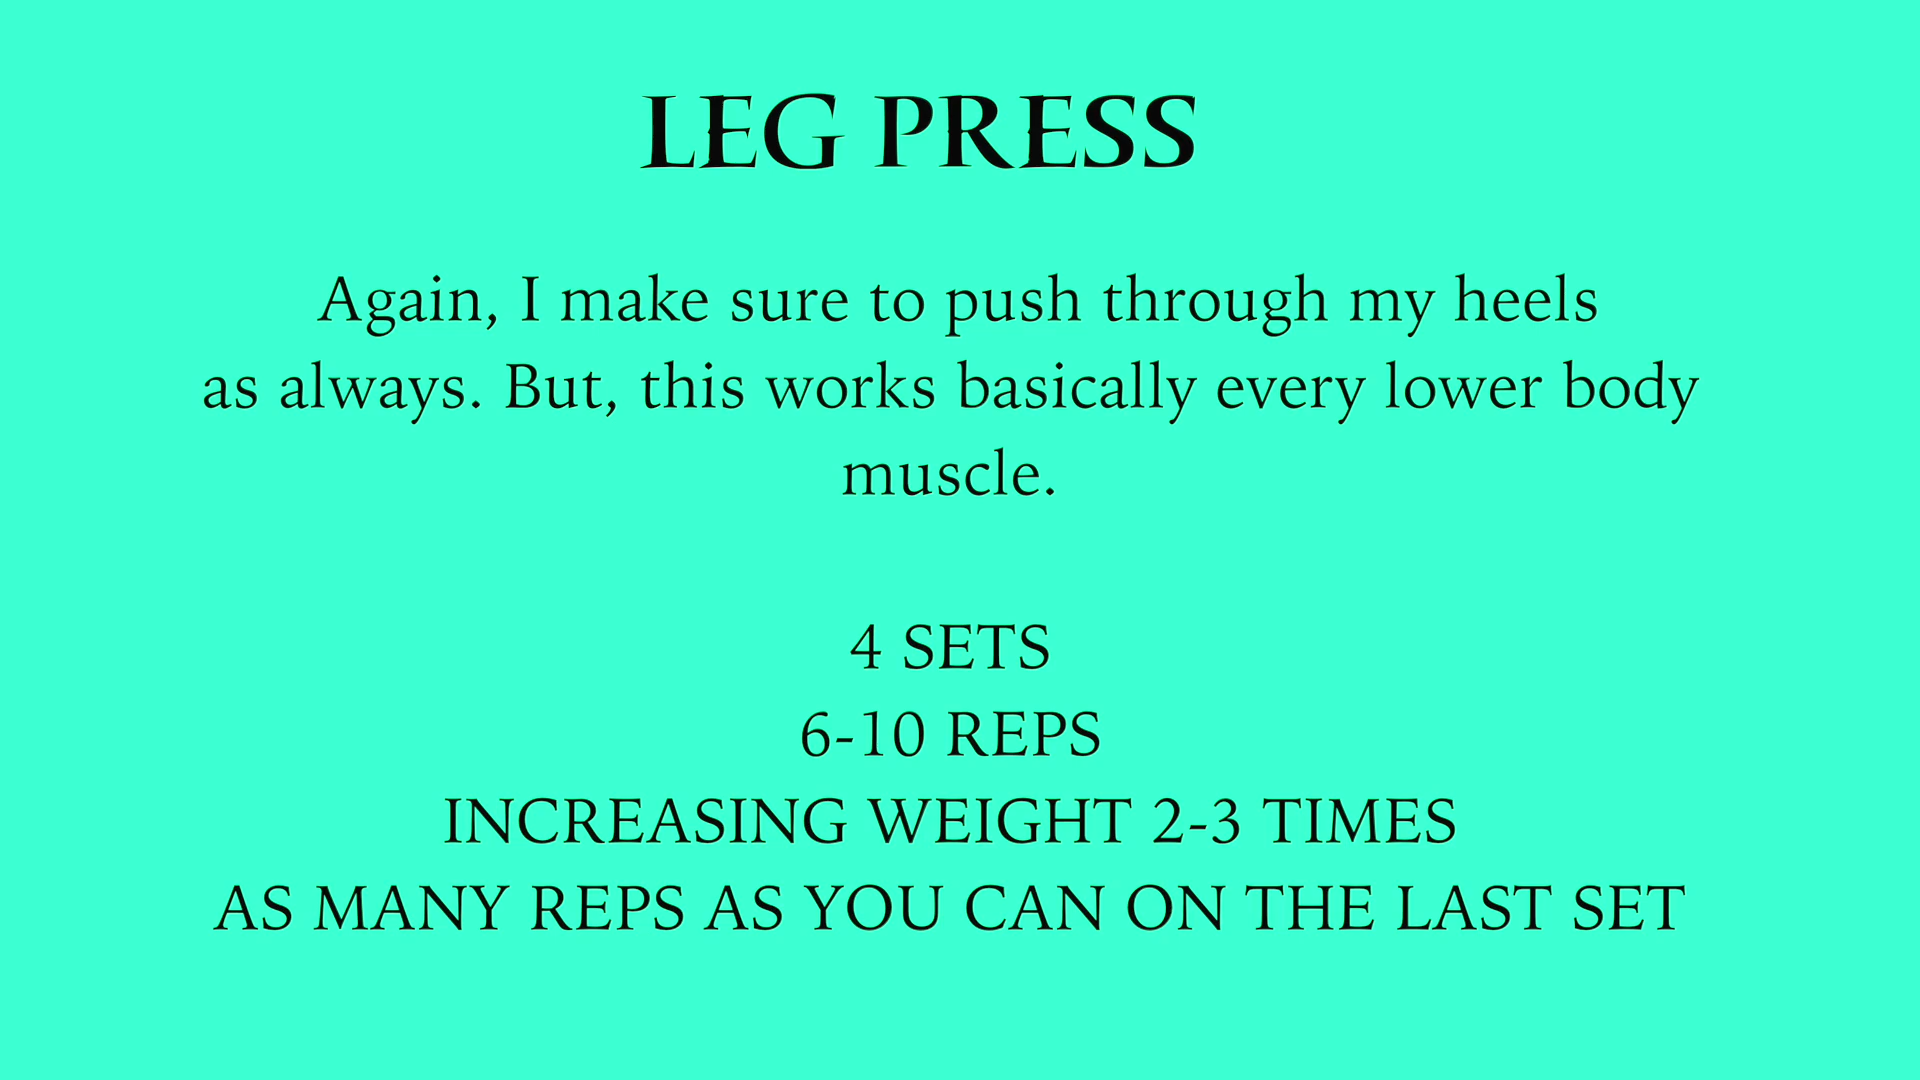 LEG PRESS
Again, I make sure to push through my heels
as always. But, this works basically every lower body
muscle.
4 SETS
6-10 REPS
INCREASING WEIGHT 2-3 TIMES
AS MANY REPS AS YOU CAN ON THE LAST SET